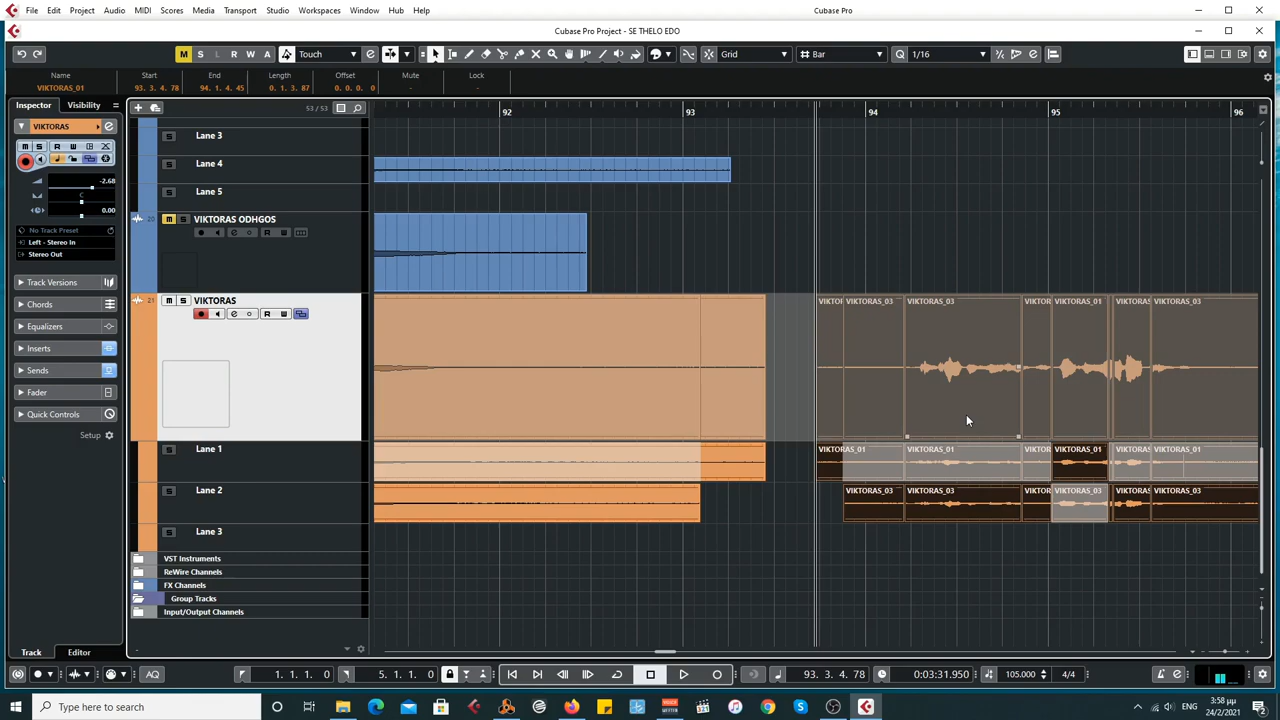 File Edit Project Audio MIDI Scores Media Transport Studio Workspaces Window Hub Help Cubase Pro
Cubase Pro Project - SE THELO EDO
M S L R W A Touch Grid Bar Q 1/16
Name Start End Length Offset Mute Lock
VIKTORAS_01 93. 3. 4. 78 94. 1. 4. 45 0. 1. 3. 87 0. 0. 0. 0 - -
Inspector Visibility 53 / 53 92 93 94 95 96
VIKTORAS
m S R W
-2.68
C
0.00
No Track Preset
Left - Stereo In
Stereo Out
Track Versions
Chords
Equalizers
Inserts
Sends
Fader
Quick Controls
Setup
S Lane 3
S Lane 4
S Lane 5
20 m S VIKTORAS ODHGOS
R W
21 m S VIKTORAS
R W
VIKTORAS_03 VIKTORAS_03 VIKTOR VIKTORAS_01 VIKTORAS_03
S Lane 1
VIKTORAS_01 VIKTORAS_01 VIKTOR VIKTORAS_01 VIKTORAS_01
S Lane 2
VIKTORAS_03 VIKTORAS_03 VIKTOR VIKTORAS_03 VIKTORAS_03
S Lane 3
VST Instruments
ReWire Channels
FX Channels
Group Tracks
Input/Output Channels
Track Editor
AQ 1. 1. 1. 0 5. 1. 1. 0 93. 3. 4. 78 0:03:31.950 105.000 4/4
Type here to search
ENG 3:58 μμ
24/2/2021